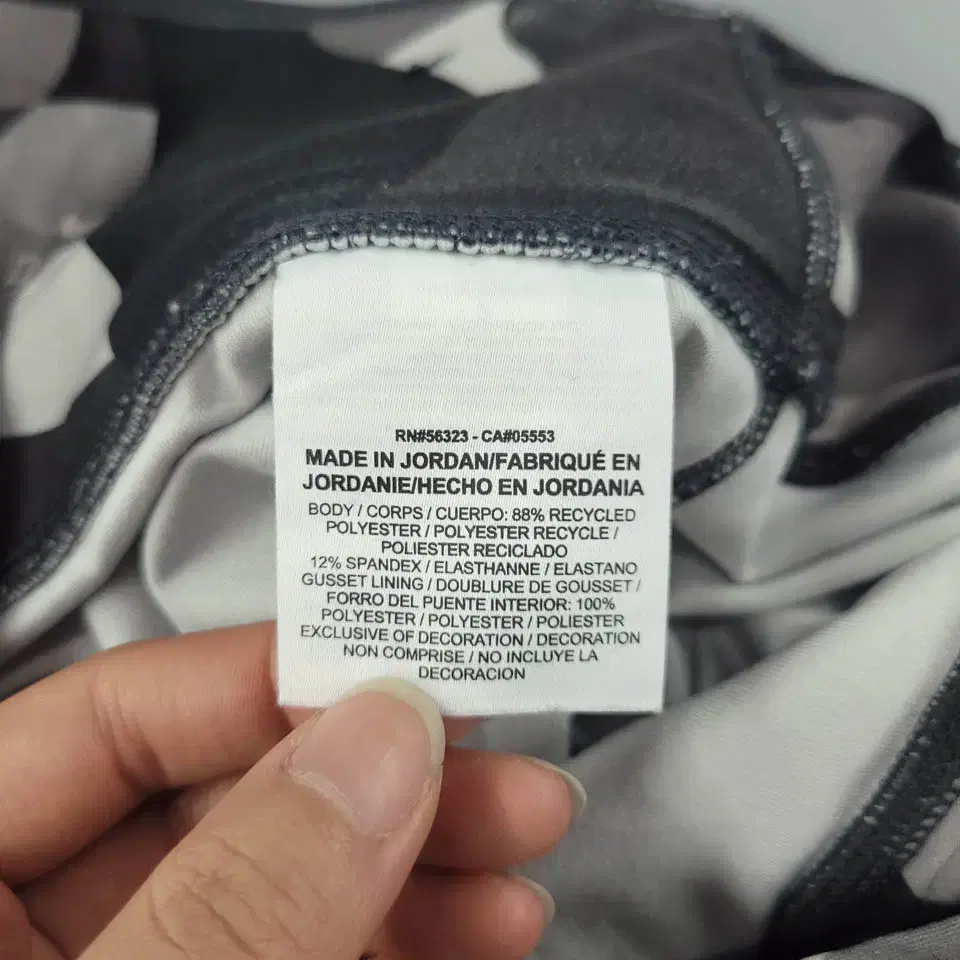 RN#56323 - CA#05553
MADE IN JORDAN/FABRIQUÉ EN
JORDANIE/HECHO EN JORDANIA
BODY / CORPS / CUERPO: 88% RECYCLED
POLYESTER / POLYESTER RECYCLE /
POLIESTER RECICLADO
12% SPANDEX / ELASTHANNE / ELASTANO
GUSSET LINING / DOUBLURE DE GOUSSET /
FORRO DEL PUENTE INTERIOR: 100%
POLYESTER / POLYESTER / POLIESTER
EXCLUSIVE OF DECORATION / DECORATION
NON COMPRISE / NO INCLUYE LA
DECORACION